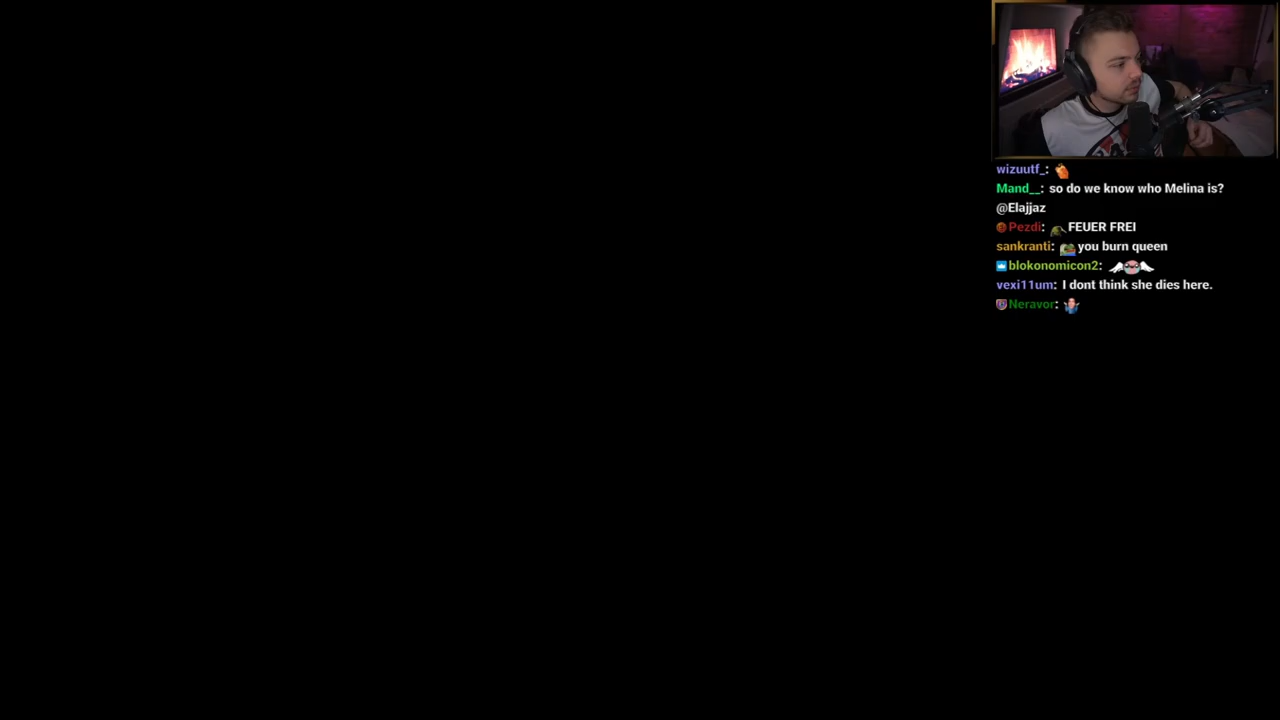 wizuutf_:
Mand__: so do we know who Melina is?
@Elajjaz
Pezdi: FEUER FREI
sankranti: you burn queen
blokonomicon2:
vexi11um: I dont think she dies here.
Neravor: